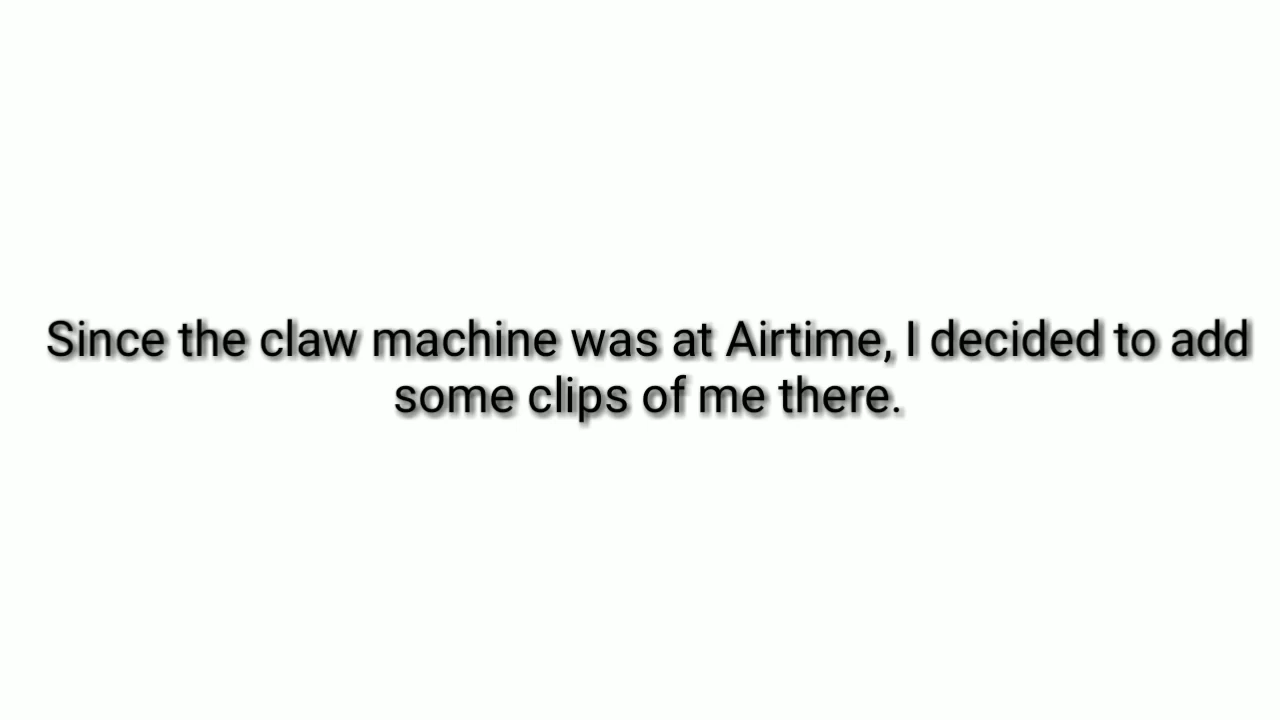 Since the claw machine was at Airtime, I decided to add
some clips of me there.